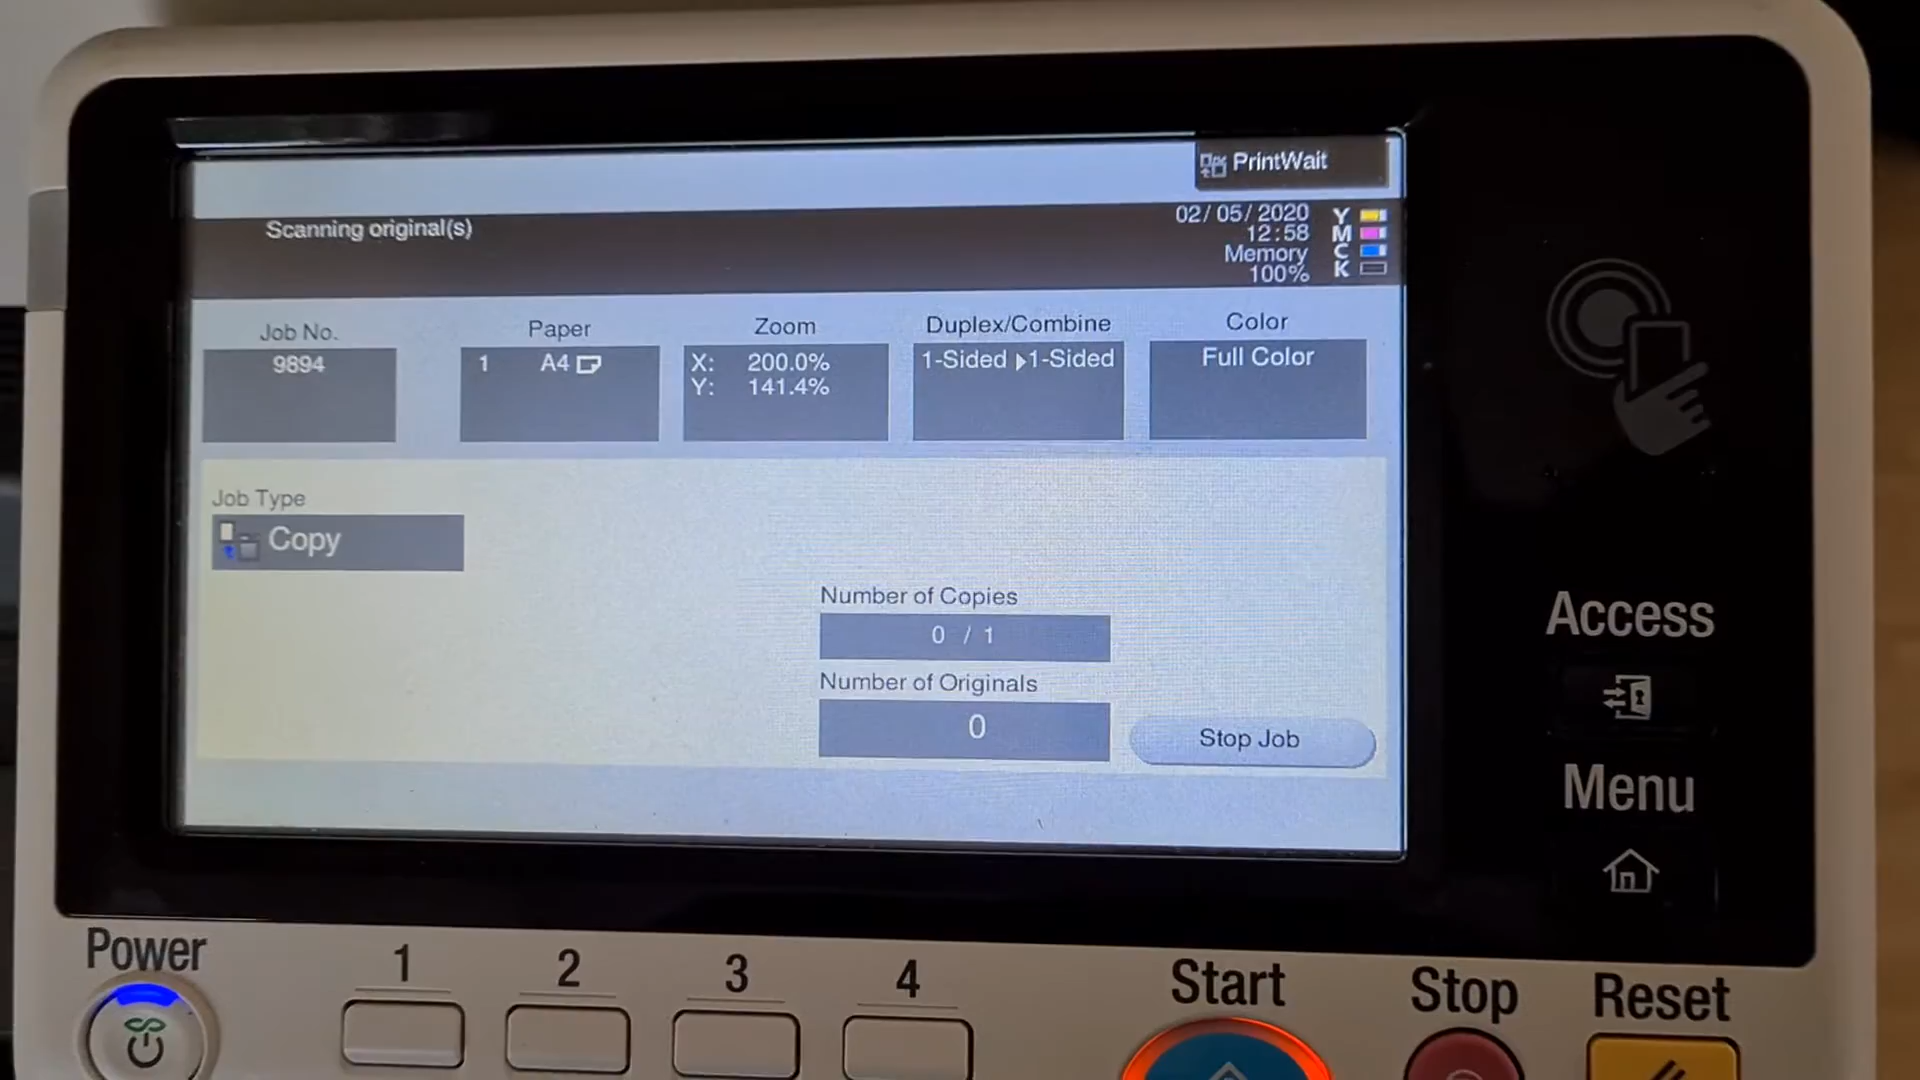 PrintWait
Scanning original(s)
02/05/2020
12:58
Memory
100%
Y
M
C
K
Job No.
9894
Paper
1 A4
Zoom
X: 200.0%
Y: 141.4%
Duplex/Combine
1-Sided ▶1-Sided
Color
Full Color
Job Type
Copy
Number of Copies
0 / 1
Number of Originals
0
Stop Job
Access
Menu
Power
1
2
3
4
Start
Stop
Reset